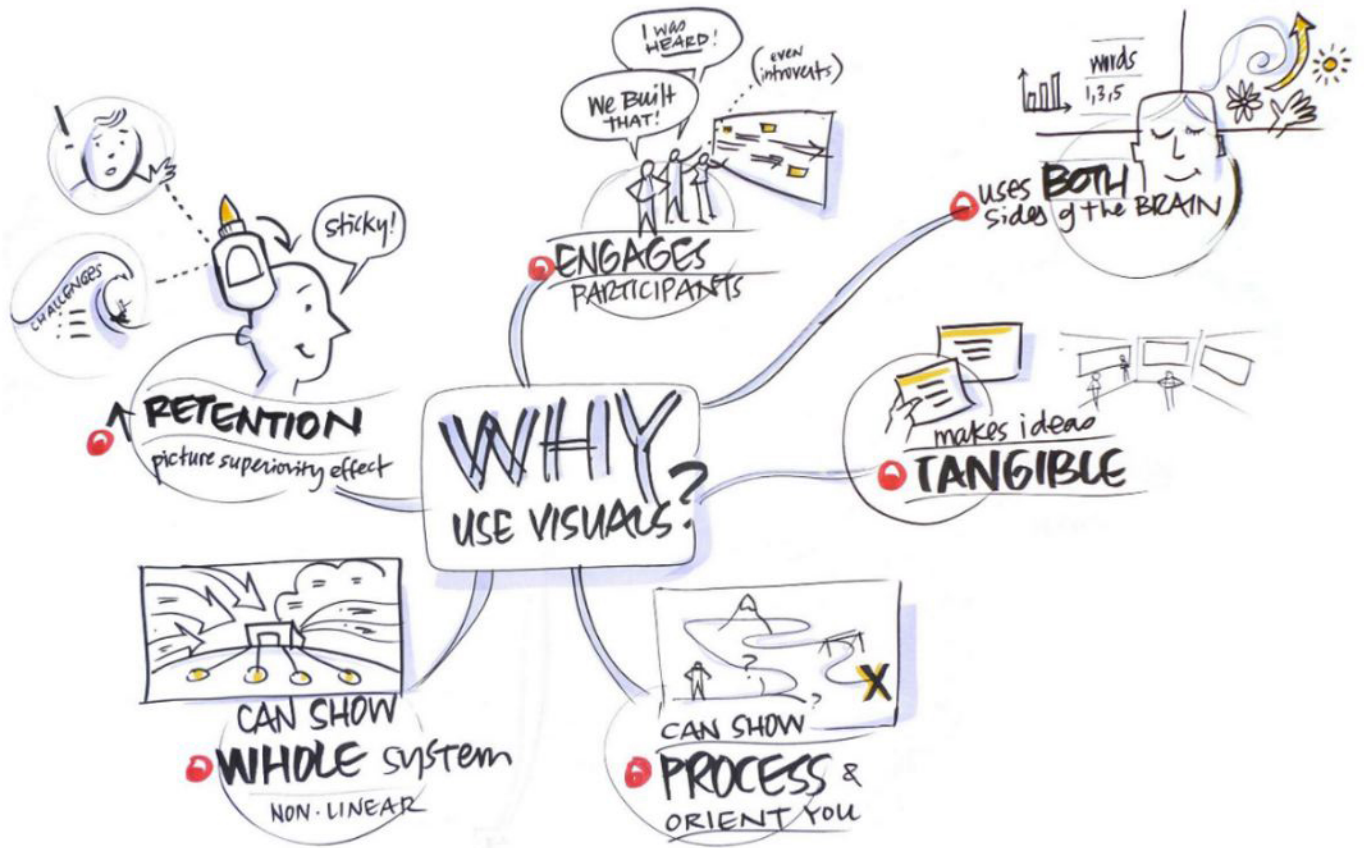 WHY
USE VISUALS?
I was
HEARD!
(even
introverts)
We Built
THAT!
ENGAGES
PARTICIPANTS
words
1,3,5
uses BOTH
sides of the BRAIN
makes ideas
TANGIBLE
CAN SHOW
PROCESS &
ORIENT YOU
?
?
X
CAN SHOW
WHOLE system
NON-LINEAR
sticky!
CHALLENGES
↑ RETENTION
picture superiority effect
!